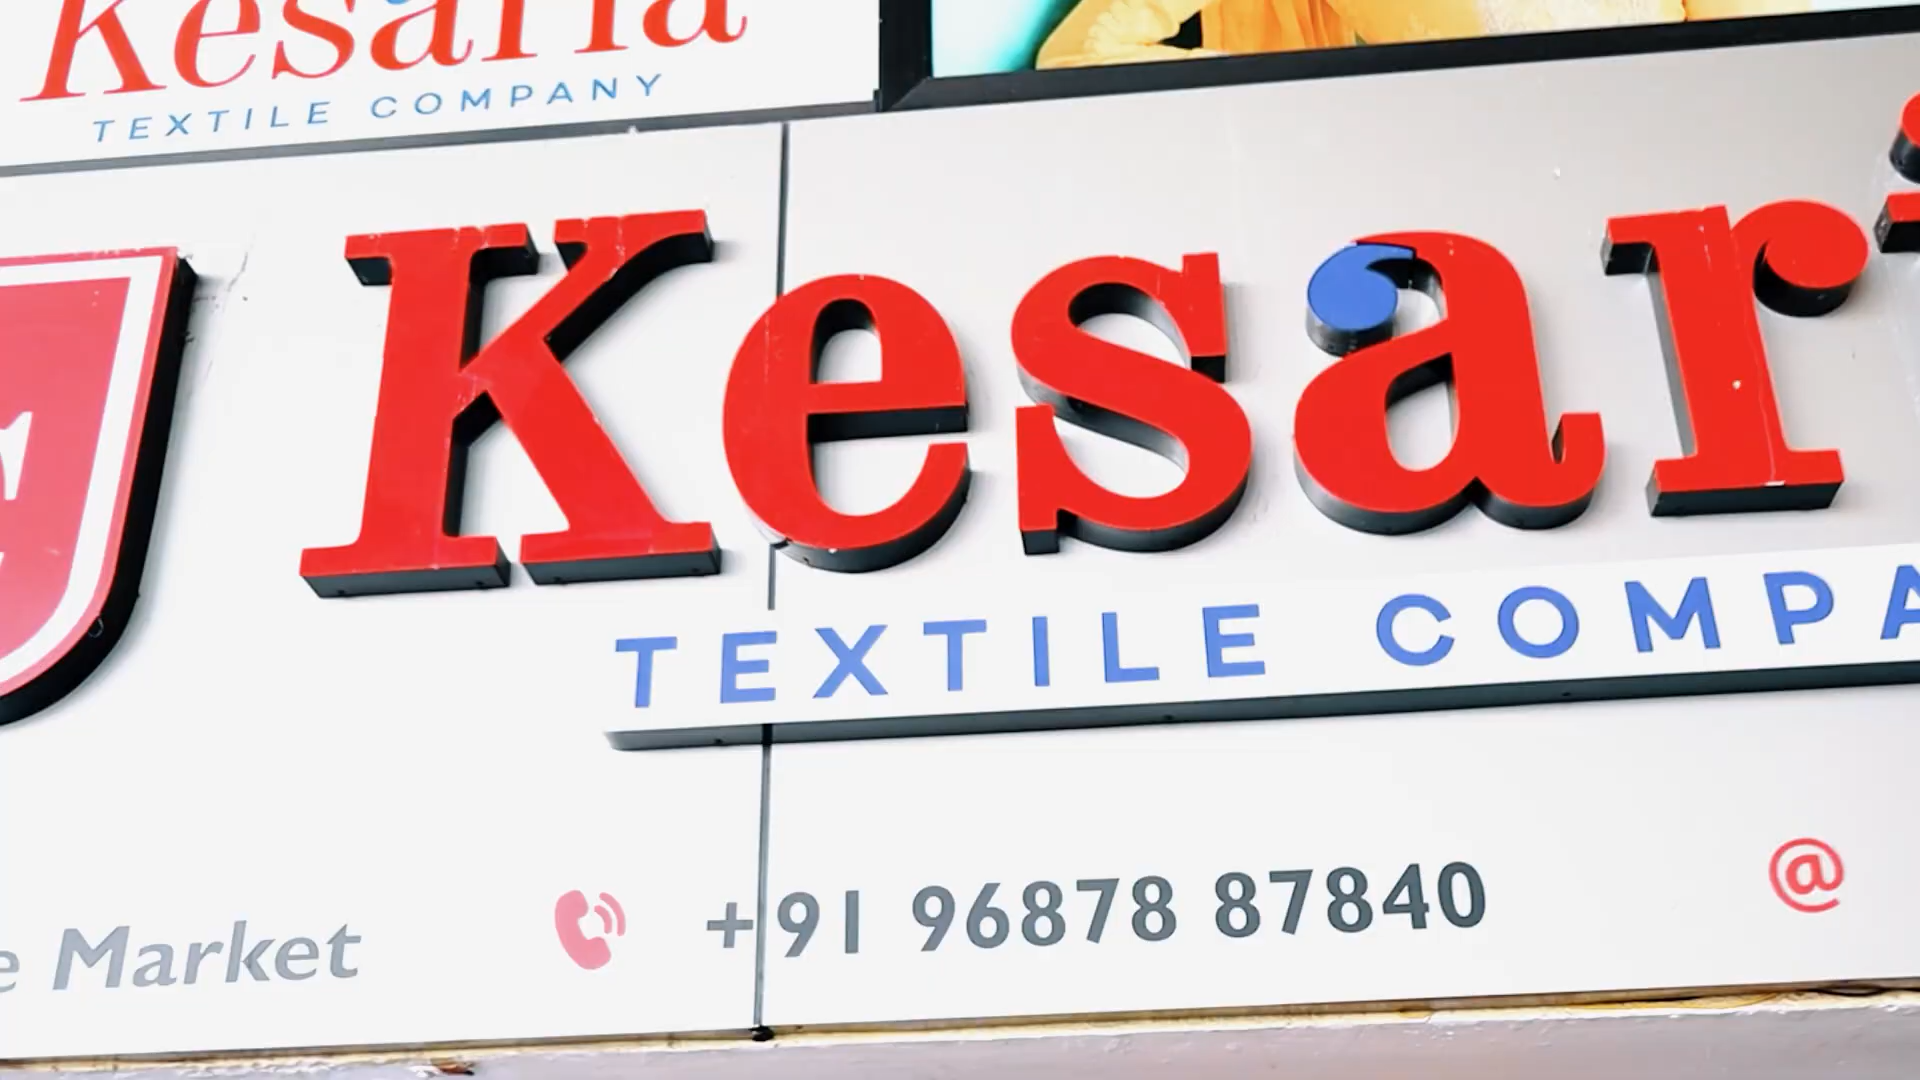 Kesaria
TEXTILE COMPANY
Kesari
TEXTILE COMPA
e Market
+91 96878 87840
@